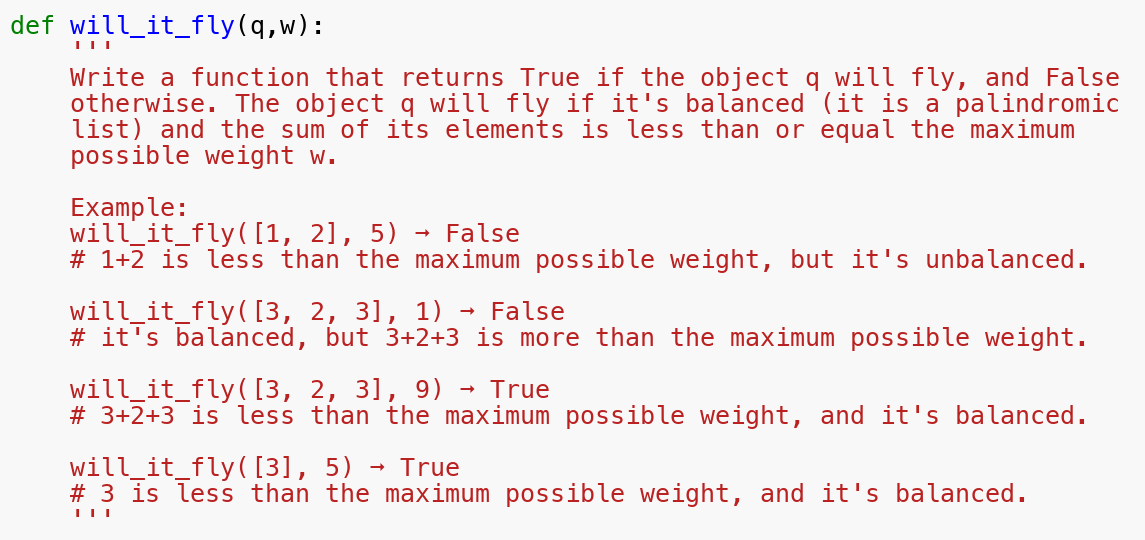 def will_it_fly(q,w):
    '''
    Write a function that returns True if the object q will fly, and False
    otherwise. The object q will fly if it's balanced (it is a palindromic
    list) and the sum of its elements is less than or equal the maximum
    possible weight w.

    Example:
    will_it_fly([1, 2], 5) → False
    # 1+2 is less than the maximum possible weight, but it's unbalanced.

    will_it_fly([3, 2, 3], 1) → False
    # it's balanced, but 3+2+3 is more than the maximum possible weight.

    will_it_fly([3, 2, 3], 9) → True
    # 3+2+3 is less than the maximum possible weight, and it's balanced.

    will_it_fly([3], 5) → True
    # 3 is less than the maximum possible weight, and it's balanced.
    '''